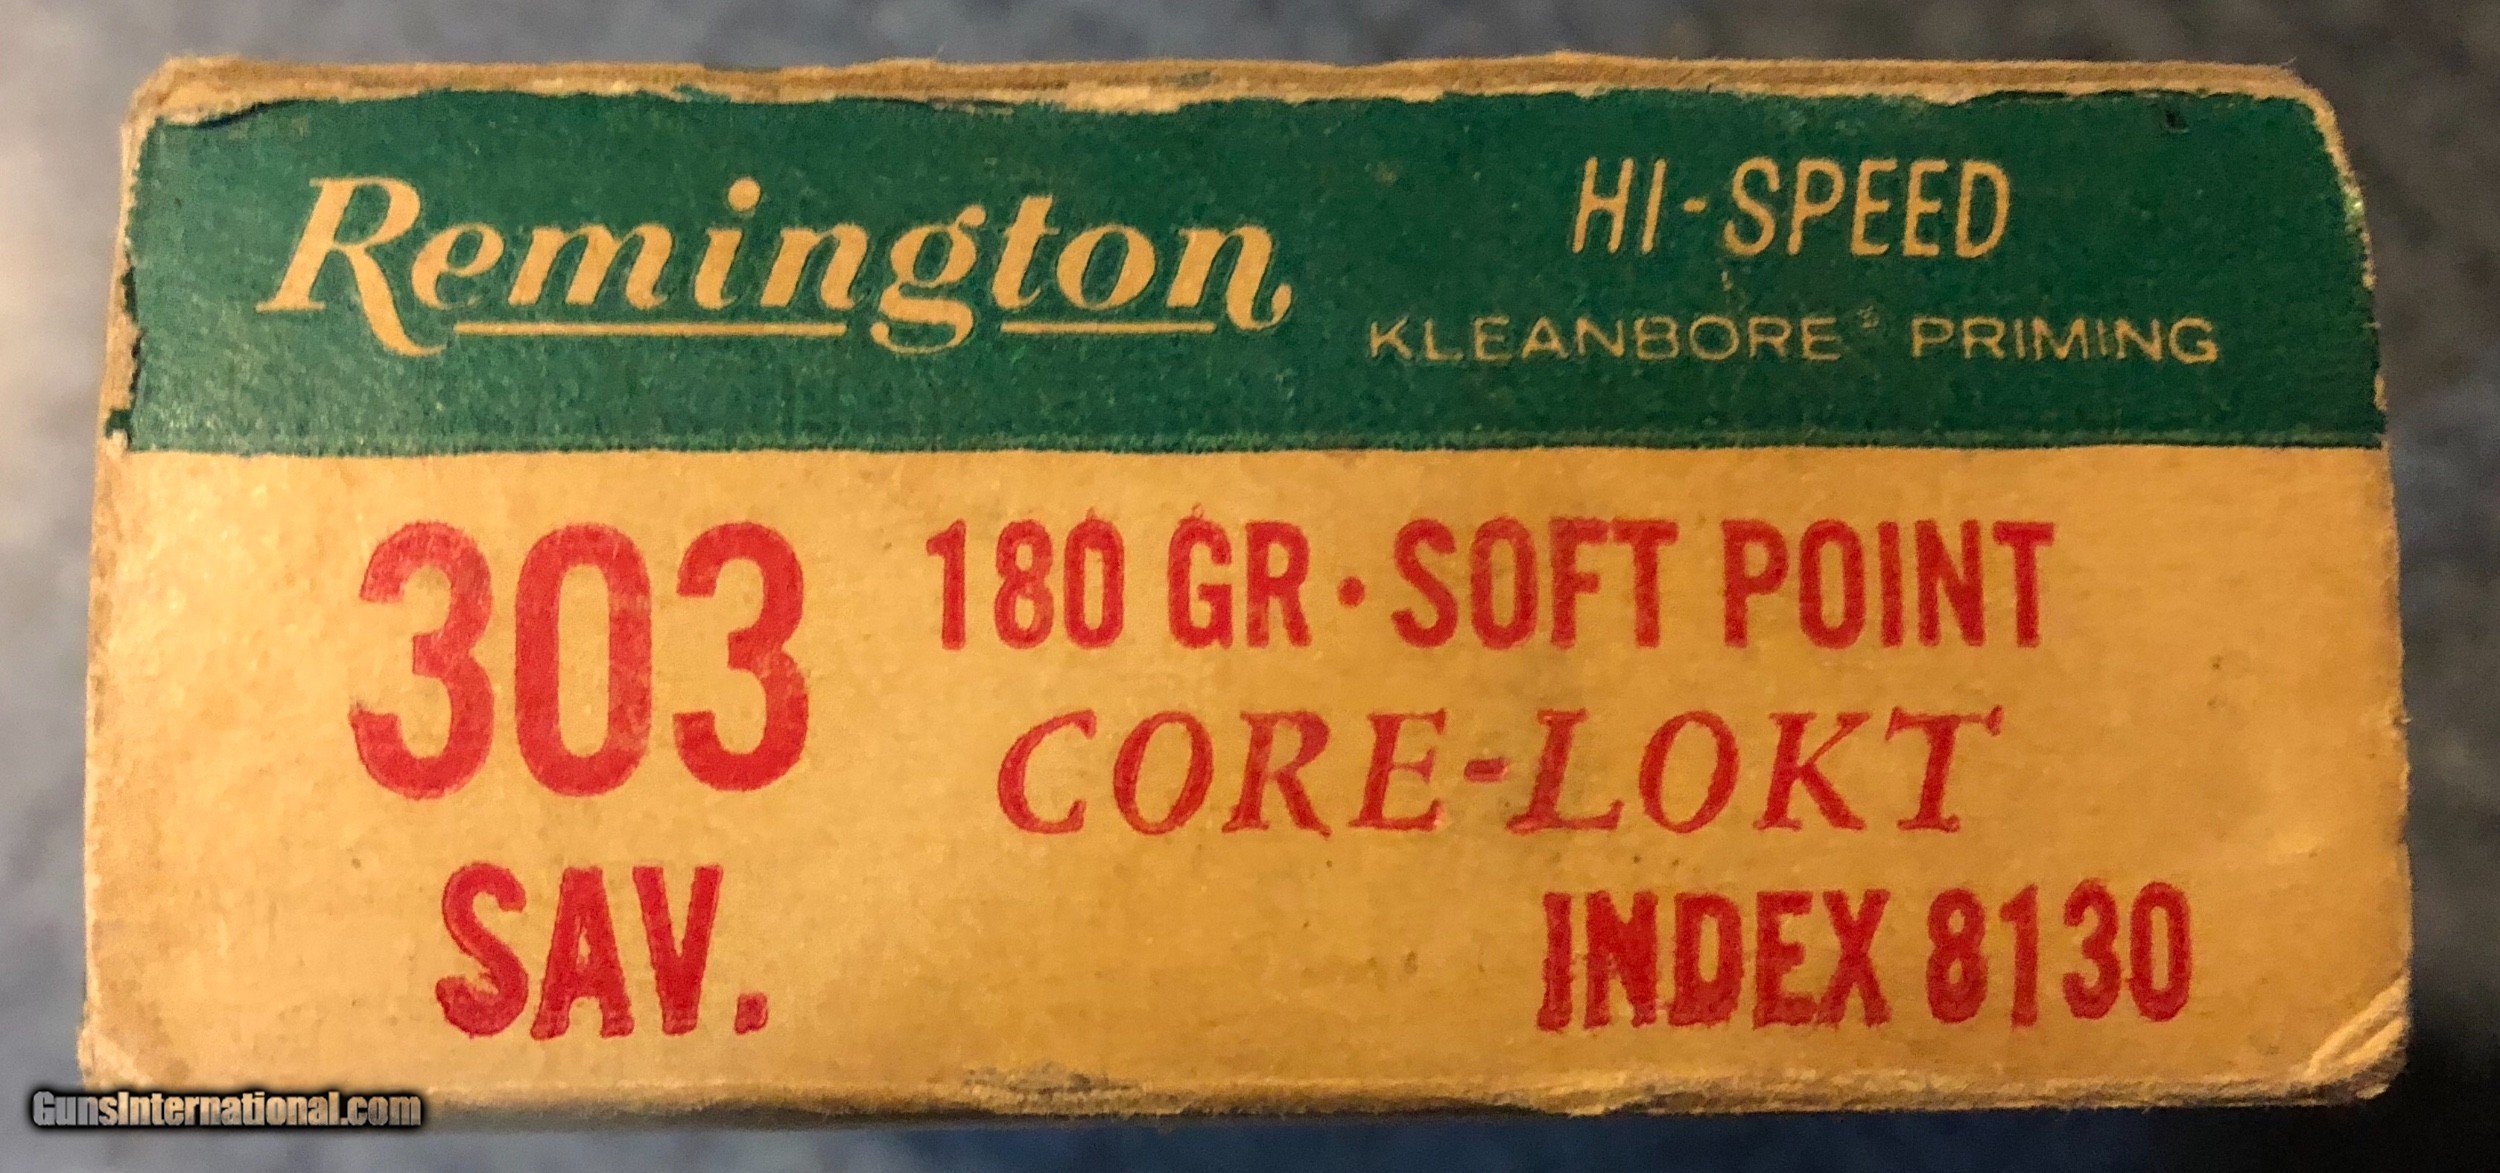 Remington
HI-SPEED
KLEANBORE® PRIMING
303
SAV.
180 GR • SOFT POINT
CORE-LOKT
INDEX 8130
GunsInternational.com